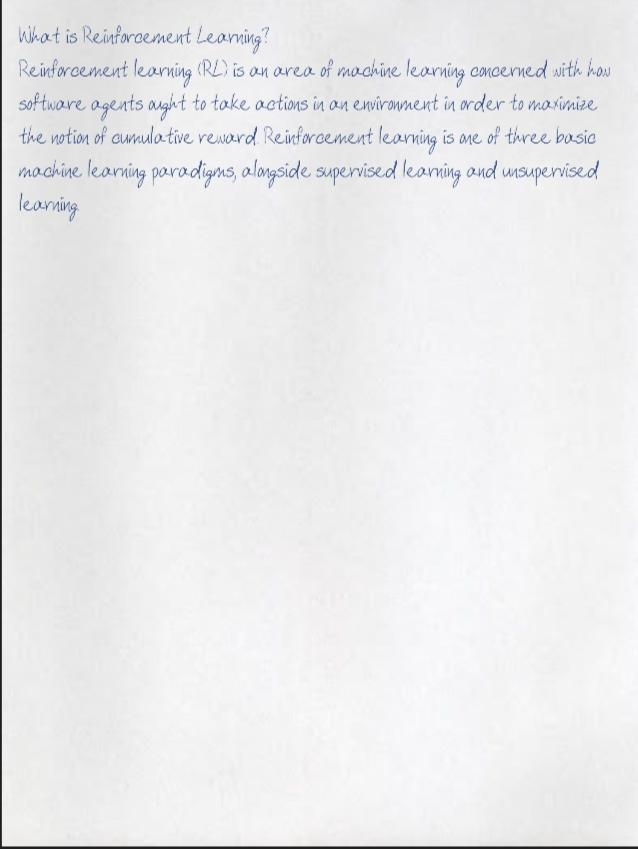 What is Reinforcement Learning?
Reinforcement learning (RL) is an area of machine learning concerned with how
software agents ought to take actions in an environment in order to maximize
the notion of cumulative reward. Reinforcement learning is one of three basic
machine learning paradigms, alongside supervised learning and unsupervised
learning.